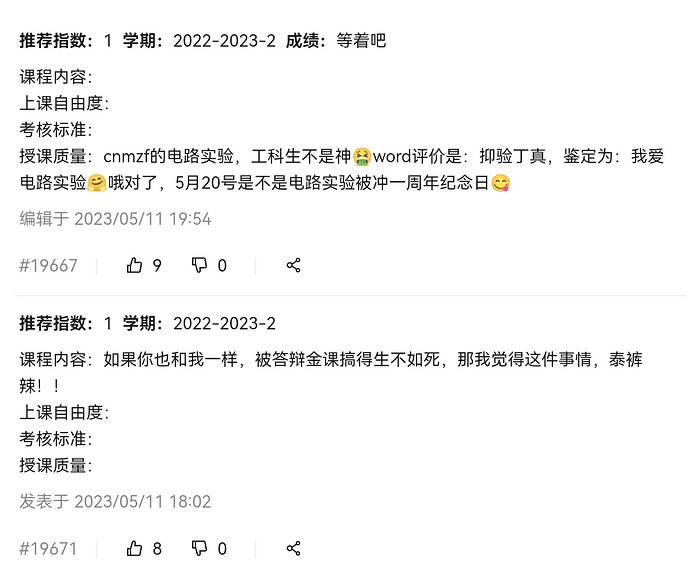 推荐指数：1 学期：2022-2023-2 成绩：等着吧
课程内容：
上课自由度：
考核标准：
授课质量：cnmzf的电路实验，工科生不是神🤮word评价是：抑验丁真，鉴定为：我爱
电路实验🤗哦对了，5月20号是不是电路实验被冲一周年纪念日😋
编辑于 2023/05/11 19:54
#19667 9 0
推荐指数：1 学期：2022-2023-2
课程内容：如果你也和我一样，被答辩金课搞得生不如死，那我觉得这件事情，泰裤
辣！！
上课自由度：
考核标准：
授课质量：
发表于 2023/05/11 18:02
#19671 8 0